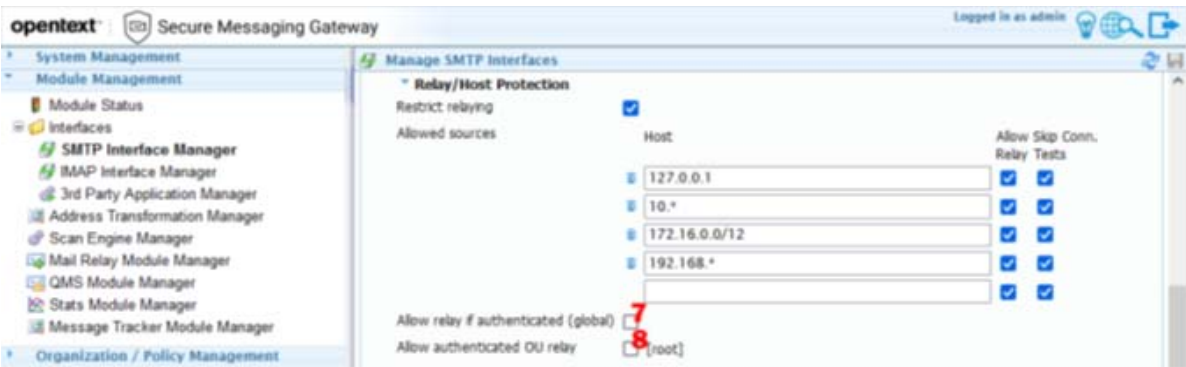 opentext Secure Messaging Gateway
Logged in as admin
System Management
Module Management
Module Status
Interfaces
SMTP Interface Manager
IMAP Interface Manager
3rd Party Application Manager
Address Transformation Manager
Scan Engine Manager
Mail Relay Module Manager
QMS Module Manager
Stats Module Manager
Message Tracker Module Manager
Organization / Policy Management
Manage SMTP Interfaces
Relay/Host Protection
Restrict relaying
Allowed sources Host Allow Skip Conn.
Relay Tests
127.0.0.1
10.*
172.16.0.0/12
192.168.*
Allow relay if authenticated (global) 7
Allow authenticated OU relay 8 [root]